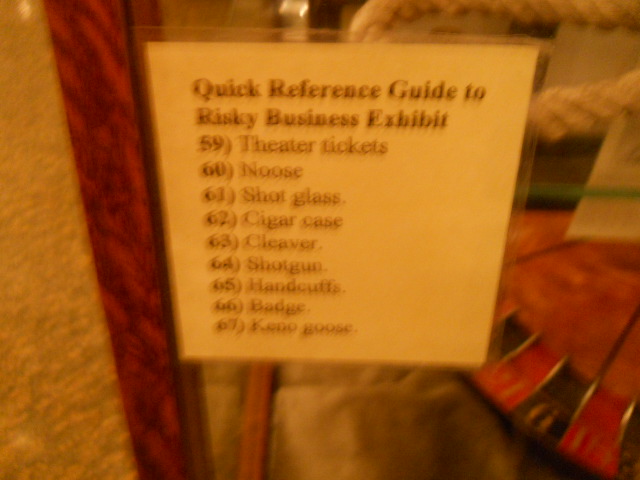 Quick Reference Guide to
Risky Business Exhibit
59) Theater tickets
60) Noose
61) Shot glass.
62) Cigar case
63) Cleaver.
64) Shotgun.
65) Handcuffs.
66) Badge.
67) Keno goose.